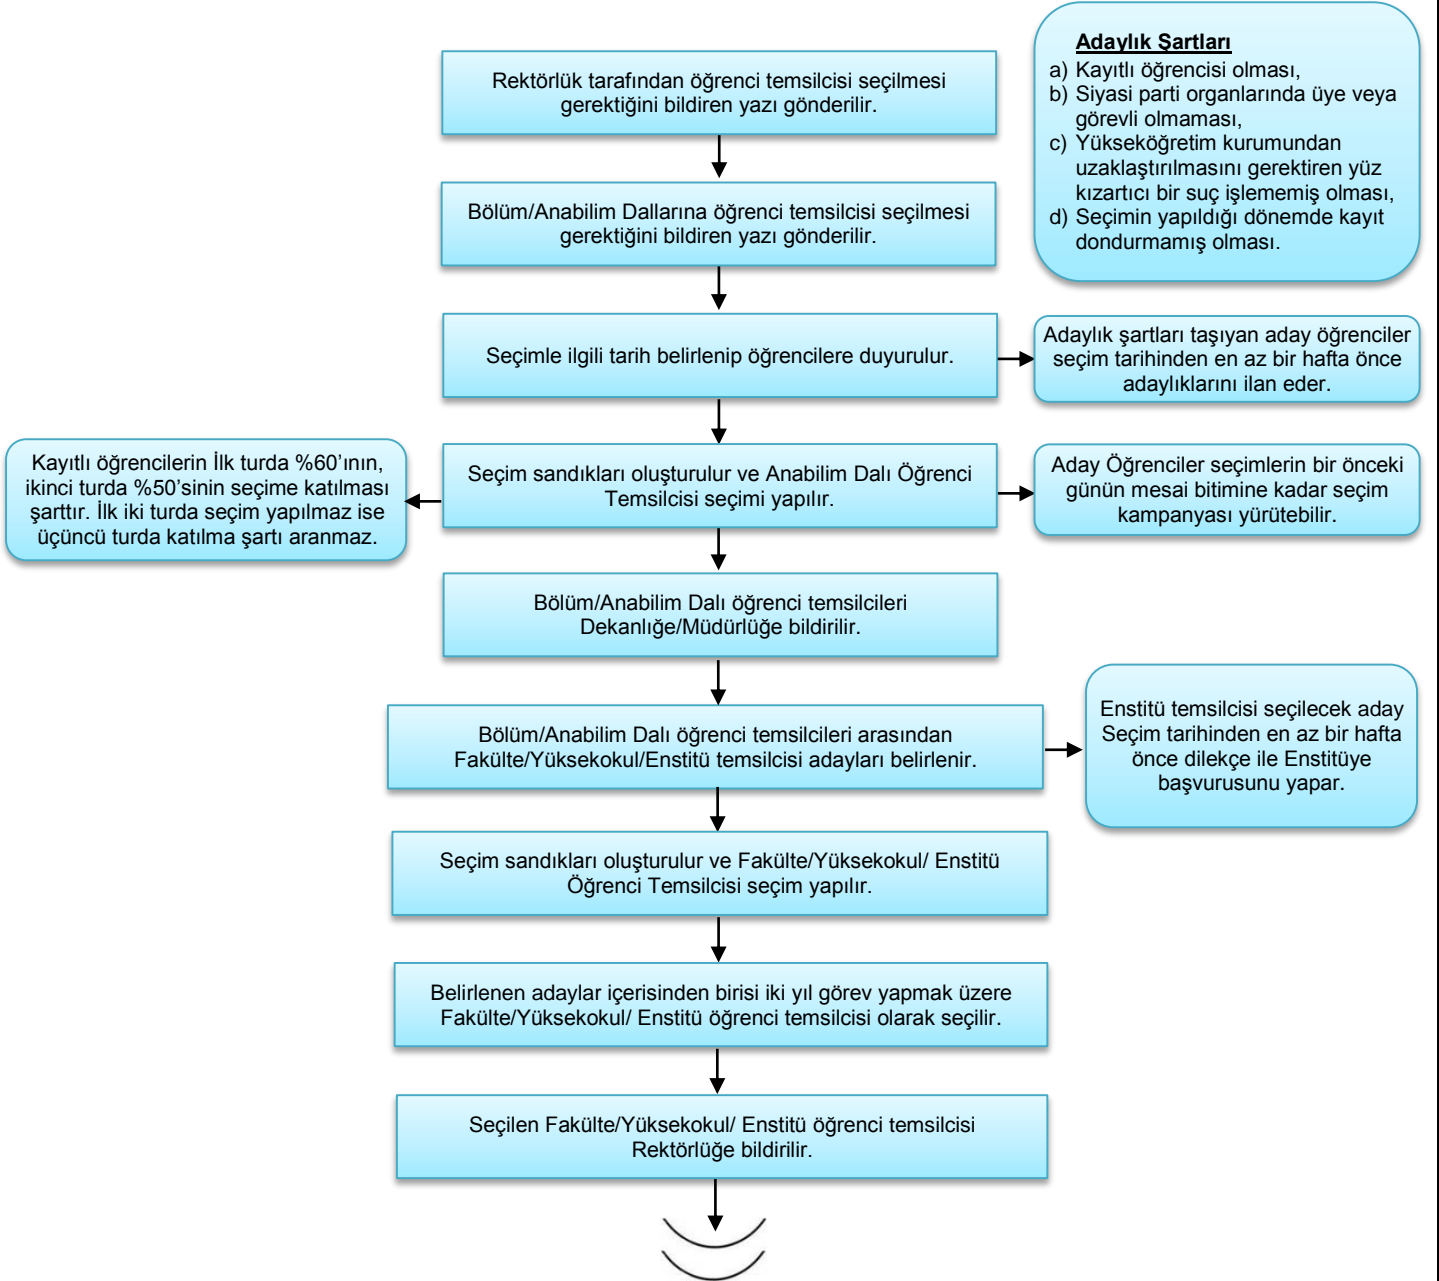 Adaylık Şartları
a) Kayıtlı öğrencisi olması,
b) Siyasi parti organlarında üye veya
görevli olmaması,
c) Yükseköğretim kurumundan
uzaklaştırılmasını gerektiren yüz
kızartıcı bir suç işlememiş olması,
d) Seçimin yapıldığı dönemde kayıt
dondurmamış olması.
Rektörlük tarafından öğrenci temsilcisi seçilmesi
gerektiğini bildiren yazı gönderilir.
Bölüm/Anabilim Dallarına öğrenci temsilcisi seçilmesi
gerektiğini bildiren yazı gönderilir.
Seçimle ilgili tarih belirlenip öğrencilere duyurulur.
Adaylık şartları taşıyan aday öğrenciler
seçim tarihinden en az bir hafta önce
adaylıklarını ilan eder.
Kayıtlı öğrencilerin İlk turda %60’ının,
ikinci turda %50’sinin seçime katılması
şarttır. İlk iki turda seçim yapılmaz ise
üçüncü turda katılma şartı aranmaz.
Seçim sandıkları oluşturulur ve Anabilim Dalı Öğrenci
Temsilcisi seçimi yapılır.
Aday Öğrenciler seçimlerin bir önceki
günün mesai bitimine kadar seçim
kampanyası yürütebilir.
Bölüm/Anabilim Dalı öğrenci temsilcileri
Dekanlığe/Müdürlüğe bildirilir.
Bölüm/Anabilim Dalı öğrenci temsilcileri arasından
Fakülte/Yüksekokul/Enstitü temsilcisi adayları belirlenir.
Enstitü temsilcisi seçilecek aday
Seçim tarihinden en az bir hafta
önce dilekçe ile Enstitüye
başvurusunu yapar.
Seçim sandıkları oluşturulur ve Fakülte/Yüksekokul/ Enstitü
Öğrenci Temsilcisi seçim yapılır.
Belirlenen adaylar içerisinden birisi iki yıl görev yapmak üzere
Fakülte/Yüksekokul/ Enstitü öğrenci temsilcisi olarak seçilir.
Seçilen Fakülte/Yüksekokul/ Enstitü öğrenci temsilcisi
Rektörlüğe bildirilir.